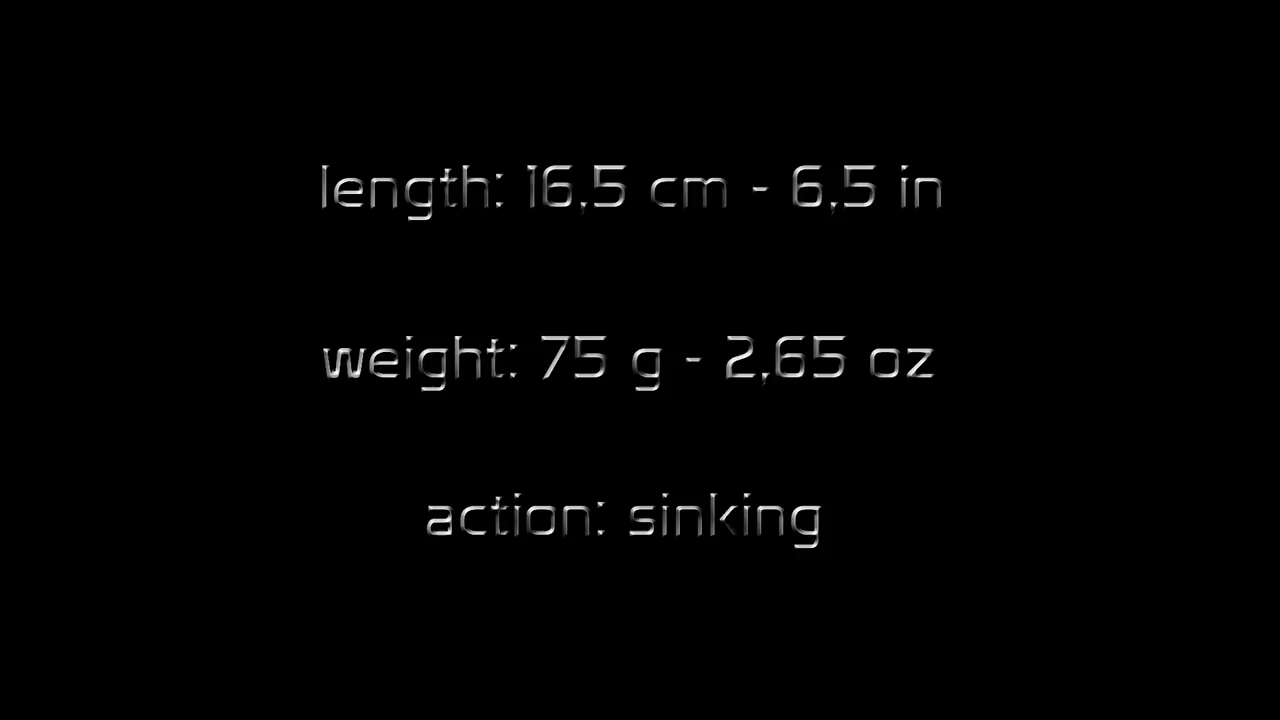 length: 16,5 cm - 6,5 in
weight: 75 g - 2,65 oz
action: sinking